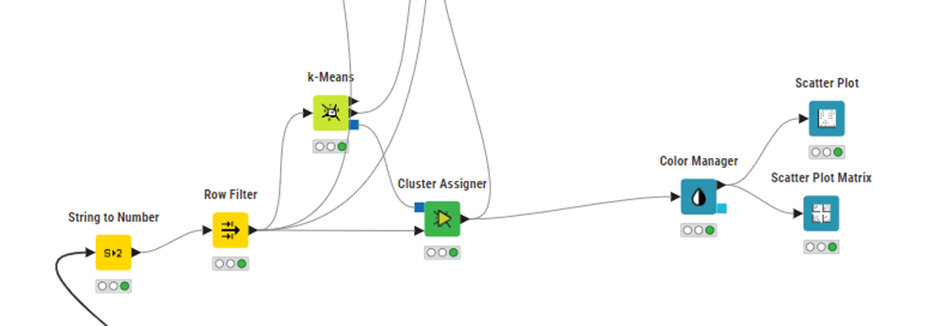 k-Means
Scatter Plot
Color Manager
Scatter Plot Matrix
Cluster Assigner
Row Filter
String to Number
S▸2